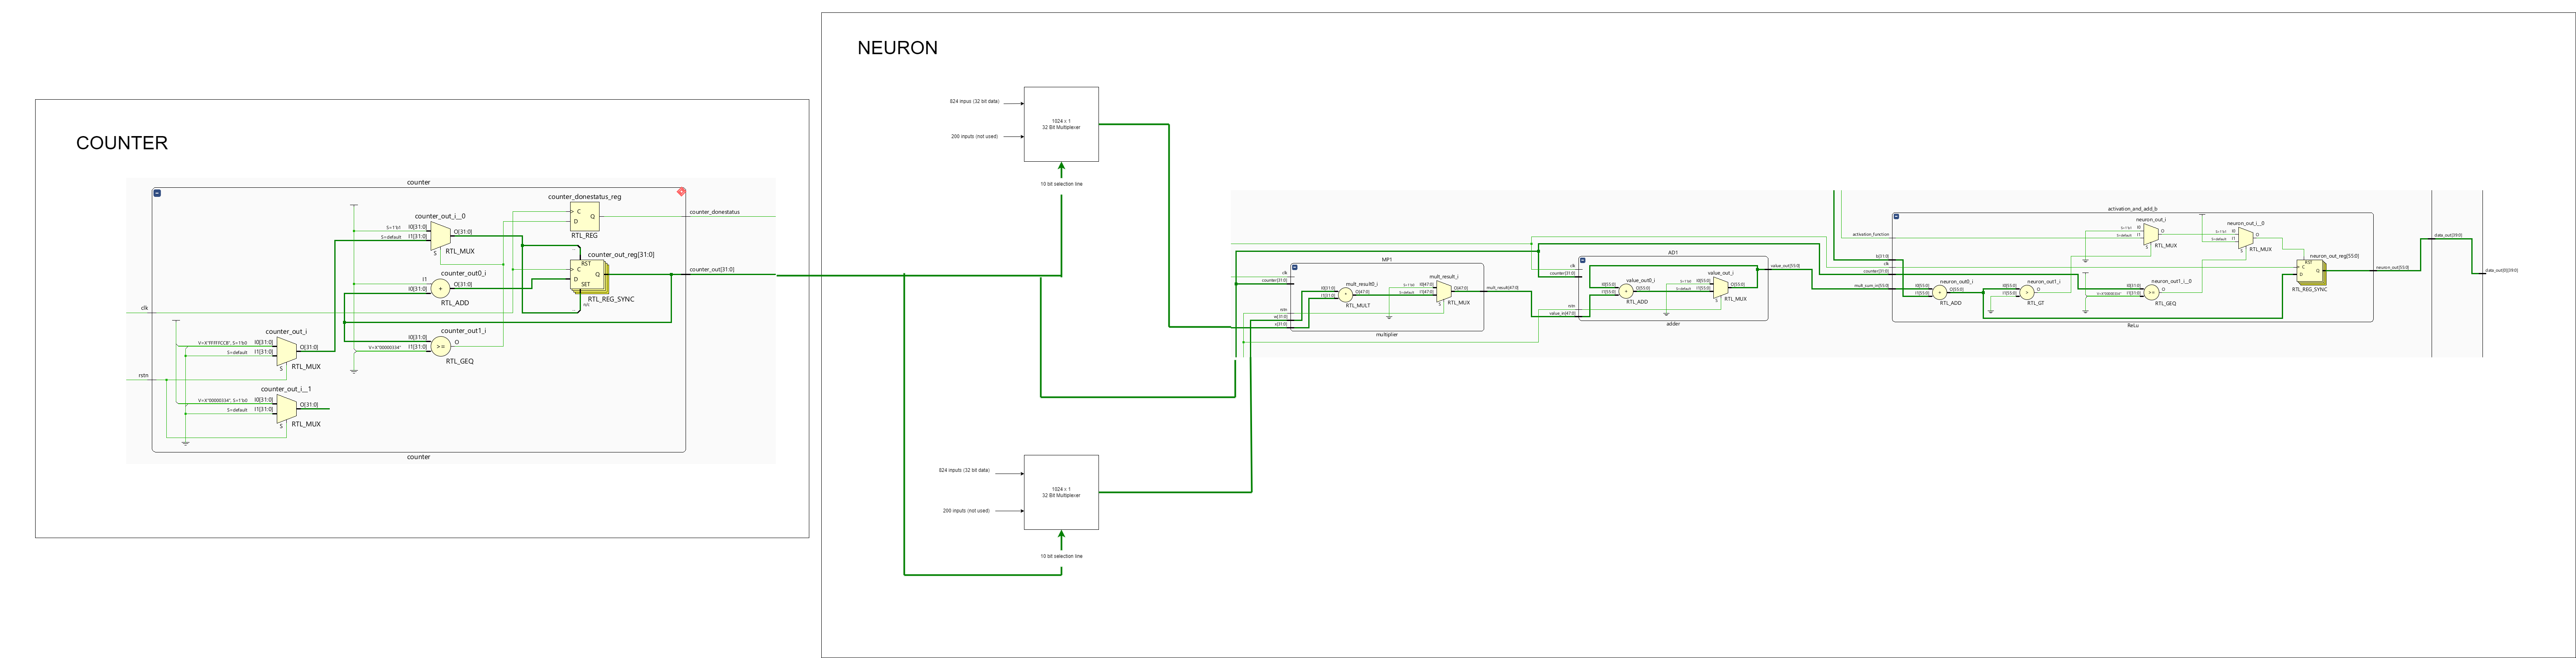 NEURON
COUNTER
counter
counter_donestatus_reg
C
D
Q
RTL_REG
counter_donestatus
counter_out_i__0
S=1'b1
I0[31:0]
S=default
I1[31:0]
O[31:0]
S
RTL_MUX
counter_out_reg[31:0]
RST
C
D
Q
SET
RTL_REG_SYNC
counter_out[31:0]
counter_out0_i
I1
I0[31:0]
+
O[31:0]
RTL_ADD
clk
counter_out_i
V=X"FFFFFCCB", S=1'b0
I0[31:0]
S=default
I1[31:0]
O[31:0]
S
RTL_MUX
counter_out1_i
I0[31:0]
V=X"00000334"
I1[31:0]
>=
O
RTL_GEQ
rstn
counter_out_i__1
V=X"00000334", S=1'b0
I0[31:0]
S=default
I1[31:0]
O[31:0]
S
RTL_MUX
counter
824 inpus (32 bit data)
200 inputs (not used)
1024 x 1
32 Bit Multiplexer
10 bit selection line
824 inputs (32 bit data)
200 inputs (not used)
1024 x 1
32 Bit Multiplexer
10 bit selection line
MP1
clk
counter[31:0]
rstn
w[31:0]
x[31:0]
mult_result0_i
I0[31:0]
I1[31:0]
O[47:0]
RTL_MULT
mult_result_i
S=1'b0
I0[47:0]
S=default
I1[47:0]
O[47:0]
S
RTL_MUX
mult_result[47:0]
multiplier
AD1
clk
counter[31:0]
rstn
value_in[47:0]
value_out0_i
I0[55:0]
I1[55:0]
+
O[55:0]
RTL_ADD
value_out_i
S=1'b0
I0[55:0]
S=default
I1[55:0]
O[55:0]
S
RTL_MUX
value_out[55:0]
adder
activation_and_add_b
activation_function
b[31:0]
clk
counter[31:0]
mult_sum_in[55:0]
neuron_out0_i
I0[55:0]
I1[55:0]
+
O[55:0]
RTL_ADD
neuron_out1_i
I0[55:0]
I1[55:0]
>
O
RTL_GT
neuron_out_i
S=1'b1
I0
S=default
I1
O
S
RTL_MUX
neuron_out_i__0
S=1'b1
I0
S=default
I1
O
S
RTL_MUX
neuron_out1_i__0
I0[31:0]
V=X"00000334"
I1[31:0]
>=
O
RTL_GEQ
neuron_out_reg[55:0]
RST
C
D
Q
RTL_REG_SYNC
neuron_out[55:0]
ReLu
data_out[39:0]
data_out[0][39:0]